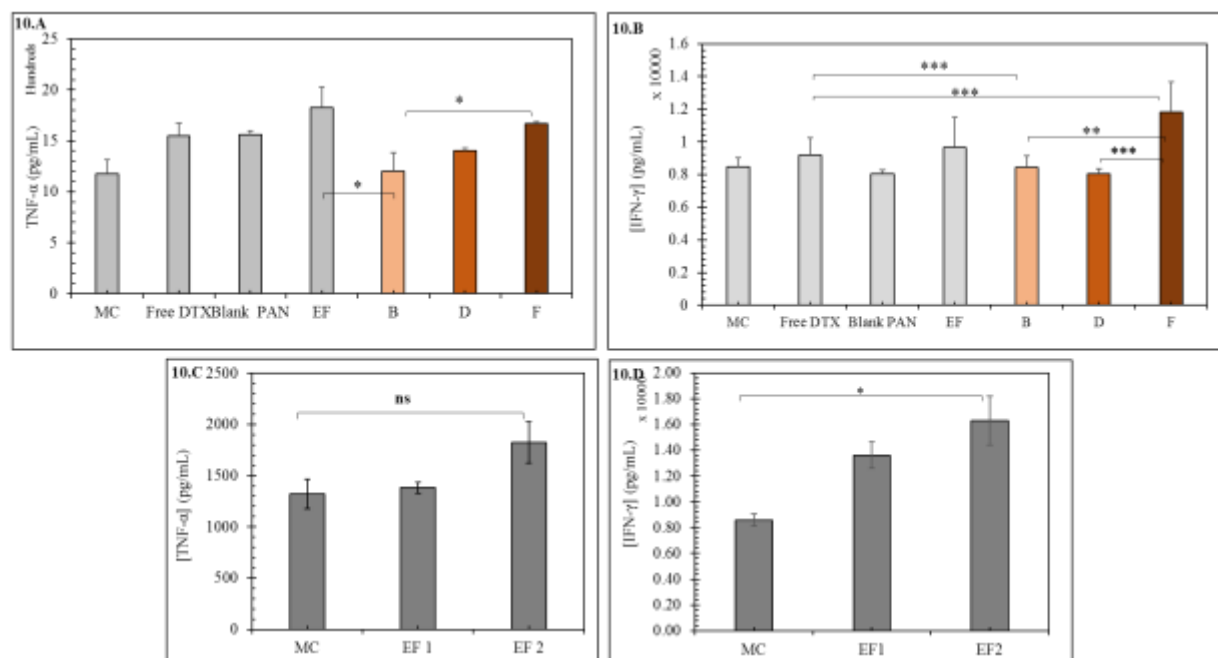 10.A
25
20
15
10
5
0
Hundreds
TNF-α (pg/mL)
*
*
MC Free DTX Blank PAN EF B D F
10.B
1.6
1.4
1.2
1
0.8
0.6
0.4
0.2
0
x 10000
[IFN-γ] (pg/mL)
***
***
**
***
MC Free DTX Blank PAN EF B D F
10.C
2500
2000
1500
1000
500
0
[TNF-α] (pg/mL)
ns
MC EF 1 EF 2
10.D
2.00
1.80
1.60
1.40
1.20
1.00
0.80
0.60
0.40
0.20
0.00
x 10000
[IFN-γ] (pg/mL)
*
MC EF1 EF2